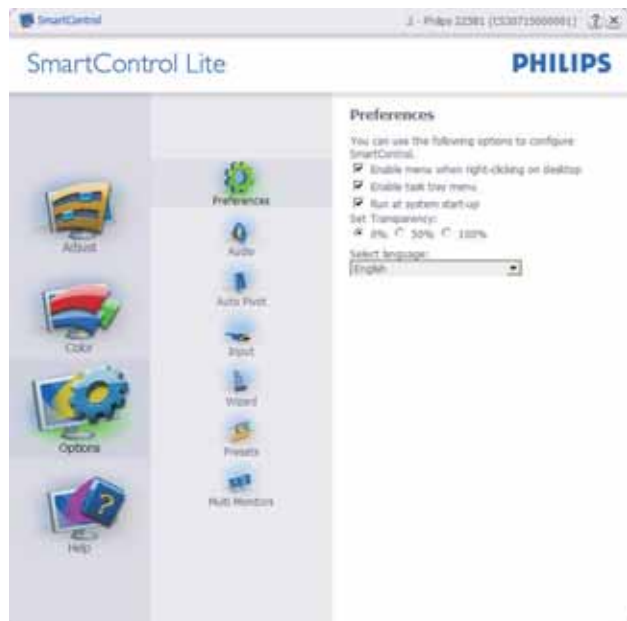 SmartControl
Philips
SmartControl Lite
PHILIPS
Adjust
Color
Options
Help
Preferences
Audio
Auto Pivot
Input
Wizard
Presets
Multi Monitors
Preferences
You can use the following options to configure
SmartControl.
Enable menu when right-clicking on desktop
Enable task tray menu
Run at system start-up
Set Transparency:
0% 50% 100%
Select language:
English